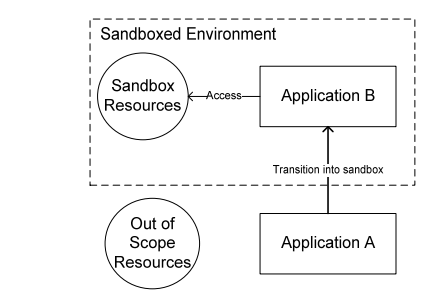 Sandboxed Environment
Sandbox
Resources
Access
Application B
Transition into sandbox
Out of
Scope
Resources
Application A